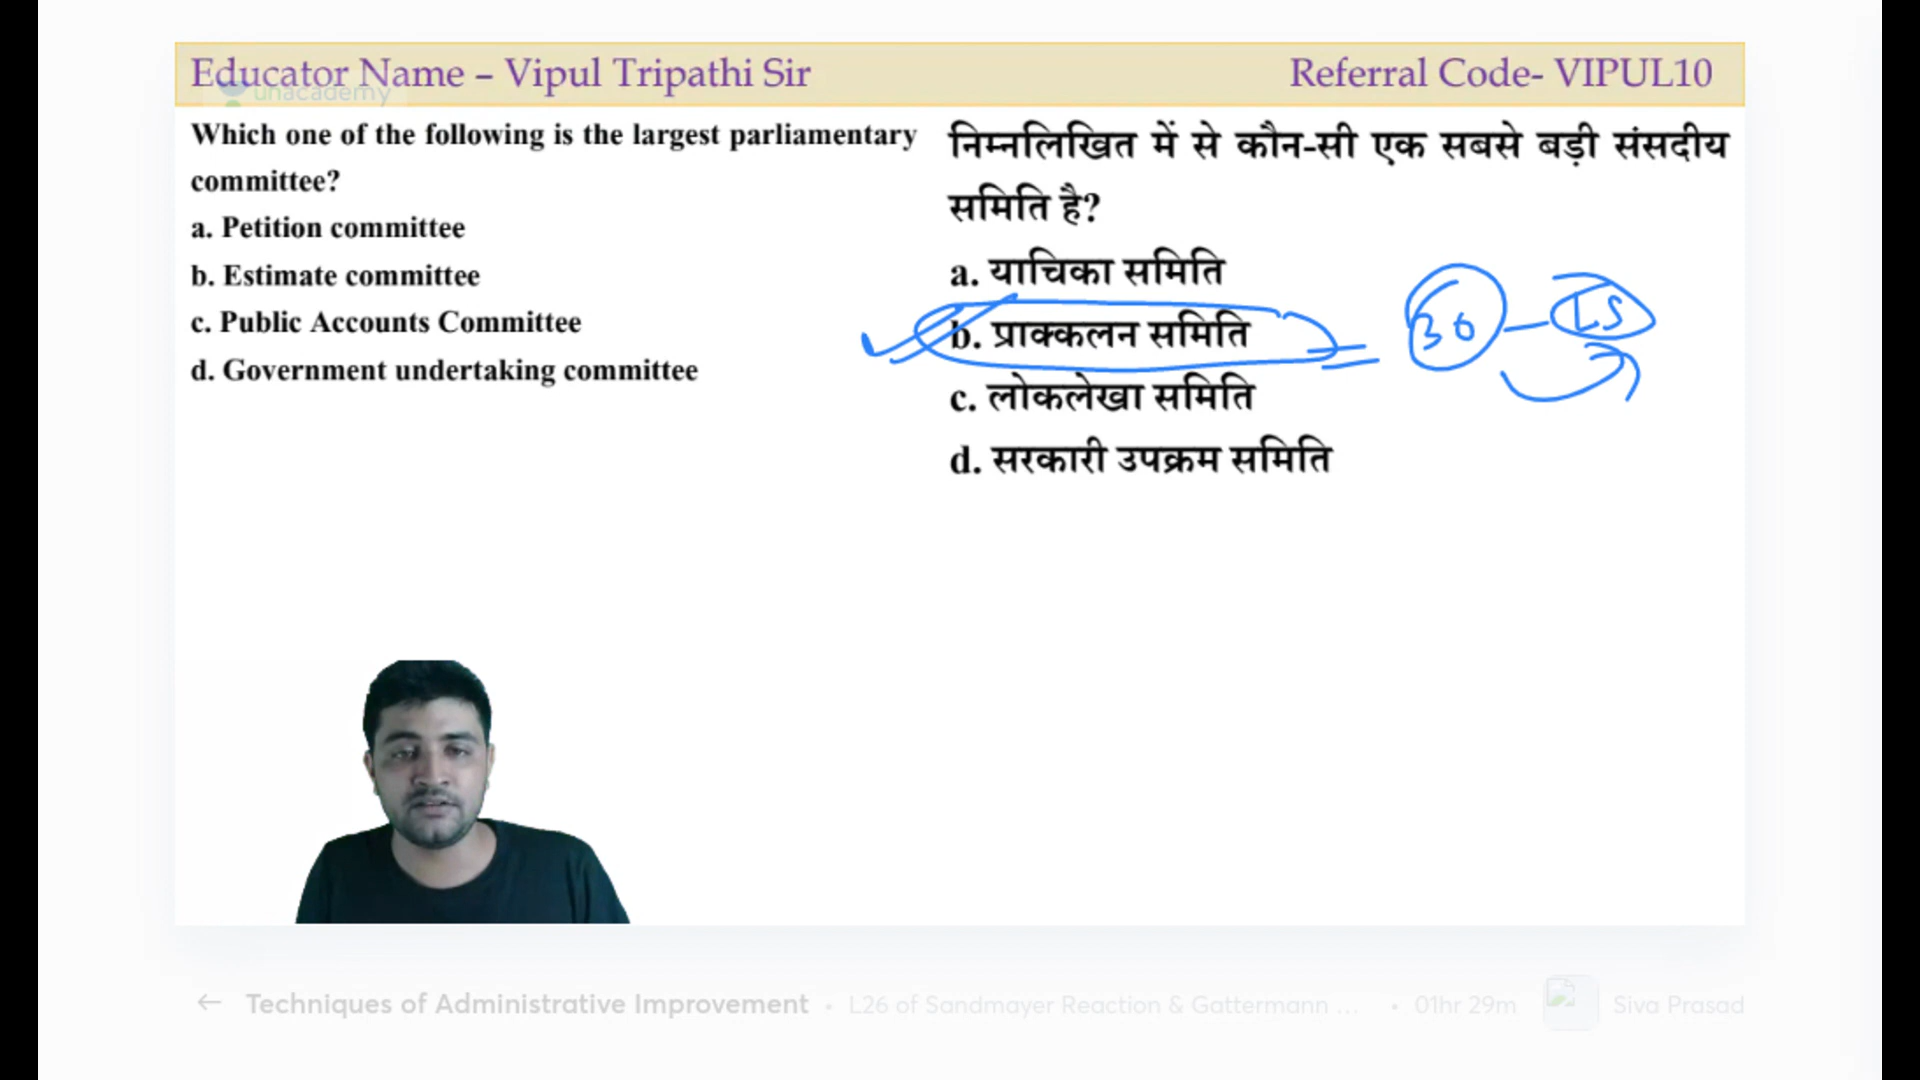 Educator Name – Vipul Tripathi Sir
Referral Code- VIPUL10
unacademy
Which one of the following is the largest parliamentary
committee?
a. Petition committee
b. Estimate committee
c. Public Accounts Committee
d. Government undertaking committee
निम्नलिखित में से कौन-सी एक सबसे बड़ी संसदीय
समिति है?
a. याचिका समिति
b. प्राक्कलन समिति
30 – LS
c. लोकलेखा समिति
d. सरकारी उपक्रम समिति
← Techniques of Administrative Improvement • L26 of Sandmayer Reaction & Gattermann ... • 01hr 29m Siva Prasad